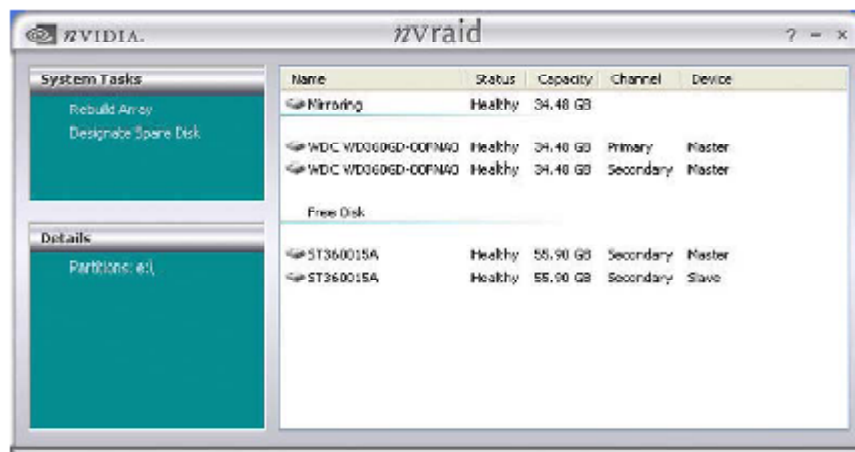 nVIDIA. nvraid ? - x
System Tasks
Rebuild Array
Designate Spare Disk
Details
Partitions: e:\,
Name Status Capacity Channel Device
Mirroring Healthy 34.48 GB
WDC WD360GD-00FNA0 Healthy 34.48 GB Primary Master
WDC WD360GD-00FNA0 Healthy 34.48 GB Secondary Master
Free Disk
ST360015A Healthy 55.90 GB Secondary Master
ST360015A Healthy 55.90 GB Secondary Slave